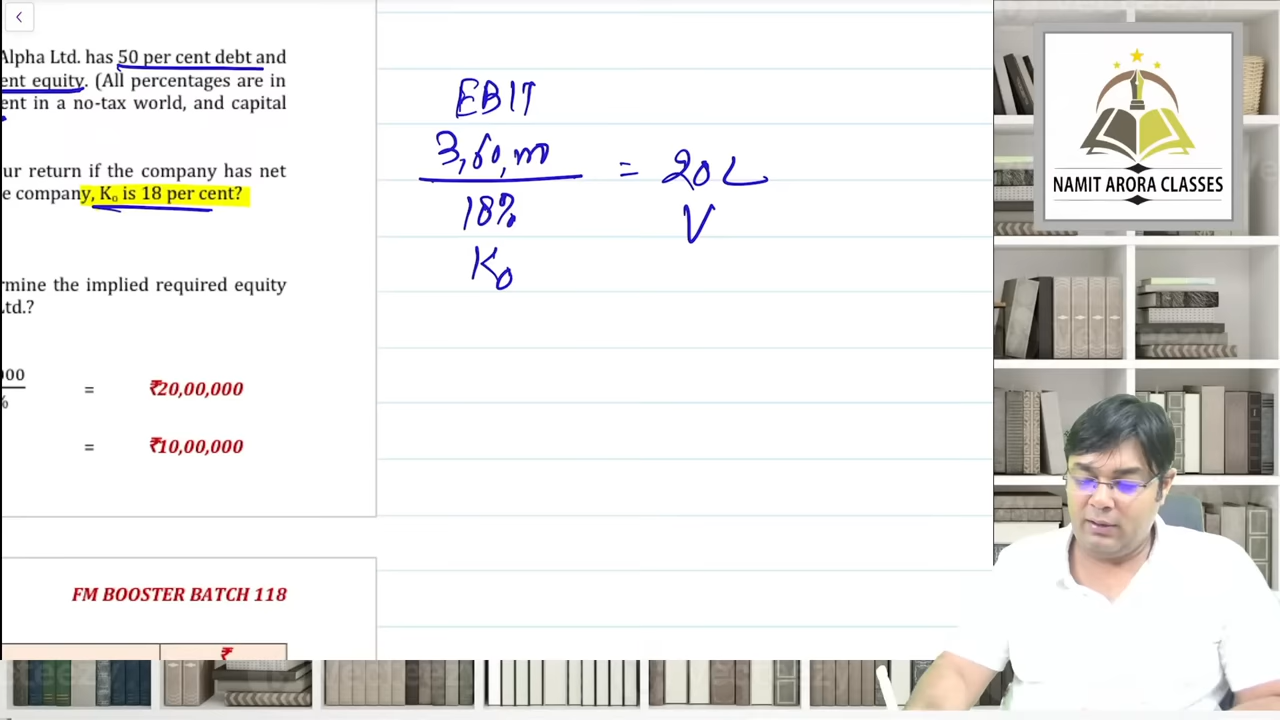 Alpha Ltd. has 50 per cent debt and
ent equity. (All percentages are in
ent in a no-tax world, and capital
ur return if the company has net
e company, K₀ is 18 per cent?
rmine the implied required equity
Ltd.?
000
%
= ₹20,00,000
= ₹10,00,000
FM BOOSTER BATCH 118
₹
EBIT
3,60,000
18%
K₀
= 20 L
V
NAMIT ARORA CLASSES